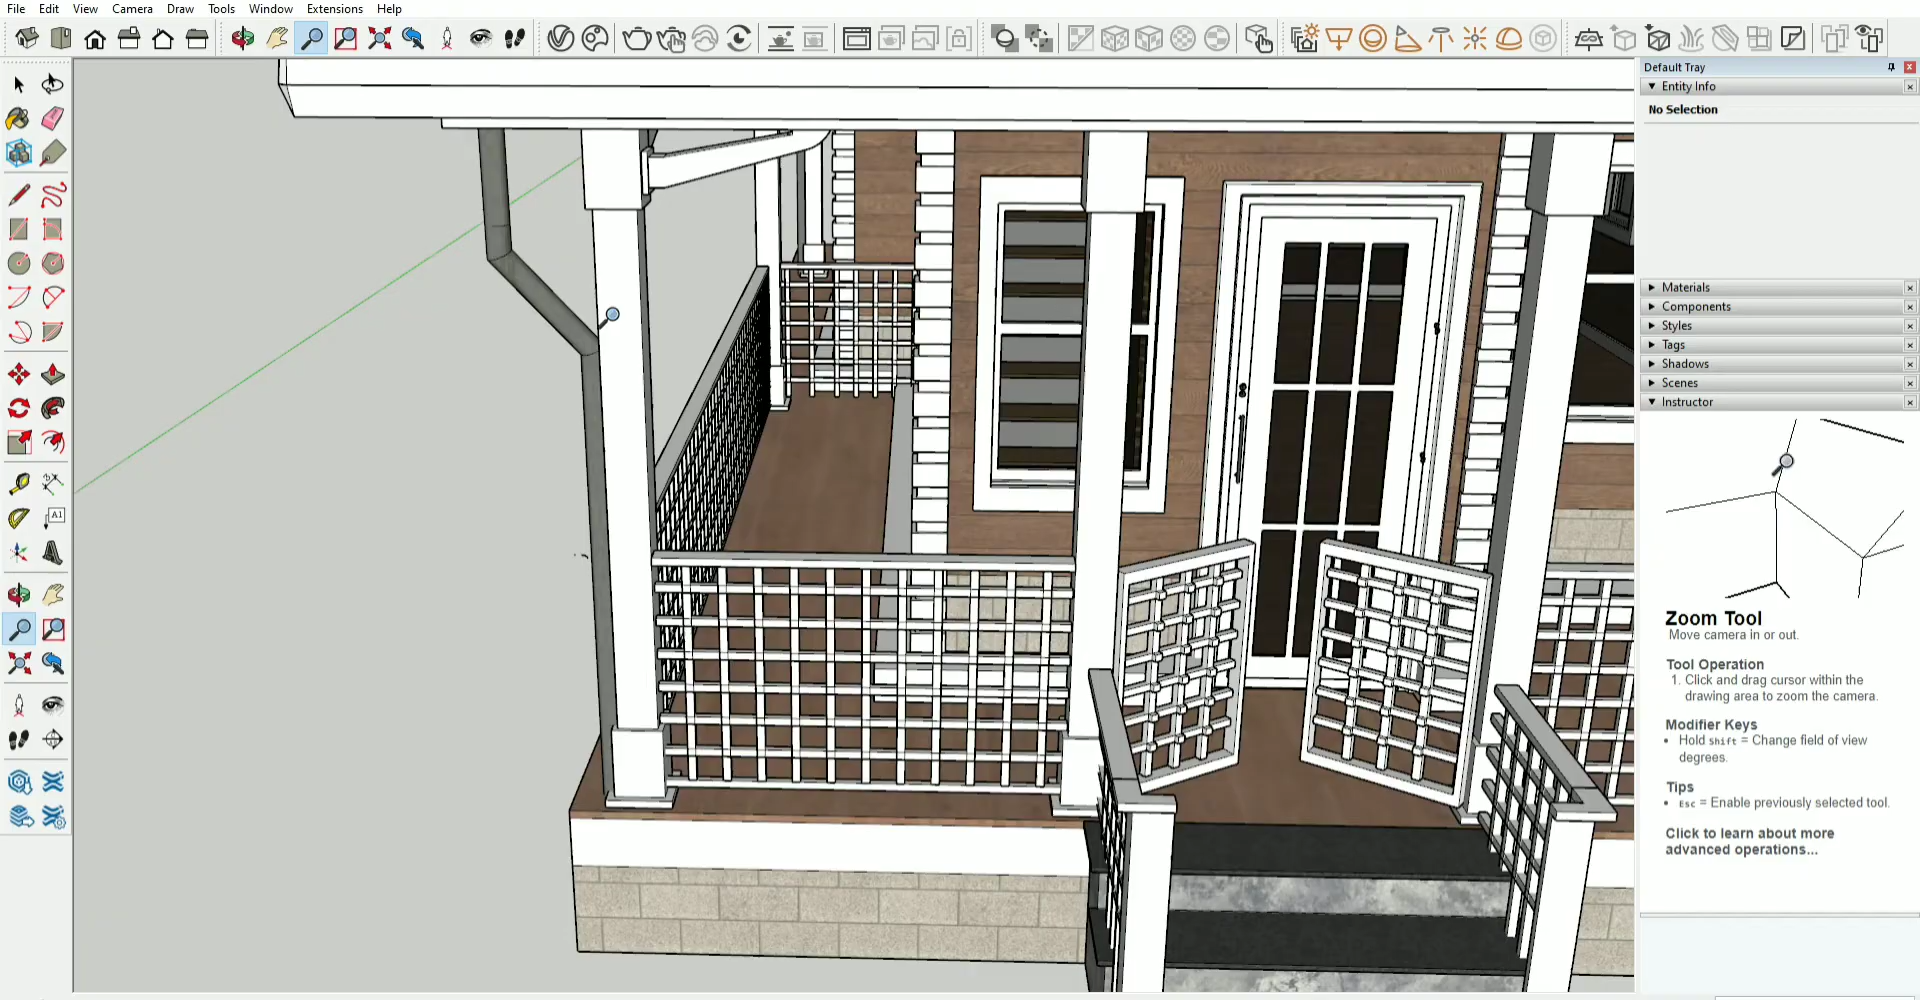 File Edit View Camera Draw Tools Window Extensions Help
Default Tray
Entity Info
No Selection
Materials
Components
Styles
Tags
Shadows
Scenes
Instructor
A1
Zoom Tool
Move camera in or out.
Tool Operation
1. Click and drag cursor within the
drawing area to zoom the camera.
Modifier Keys
• Hold Shift = Change field of view
degrees.
Tips
• Esc = Enable previously selected tool.
Click to learn about more
advanced operations...